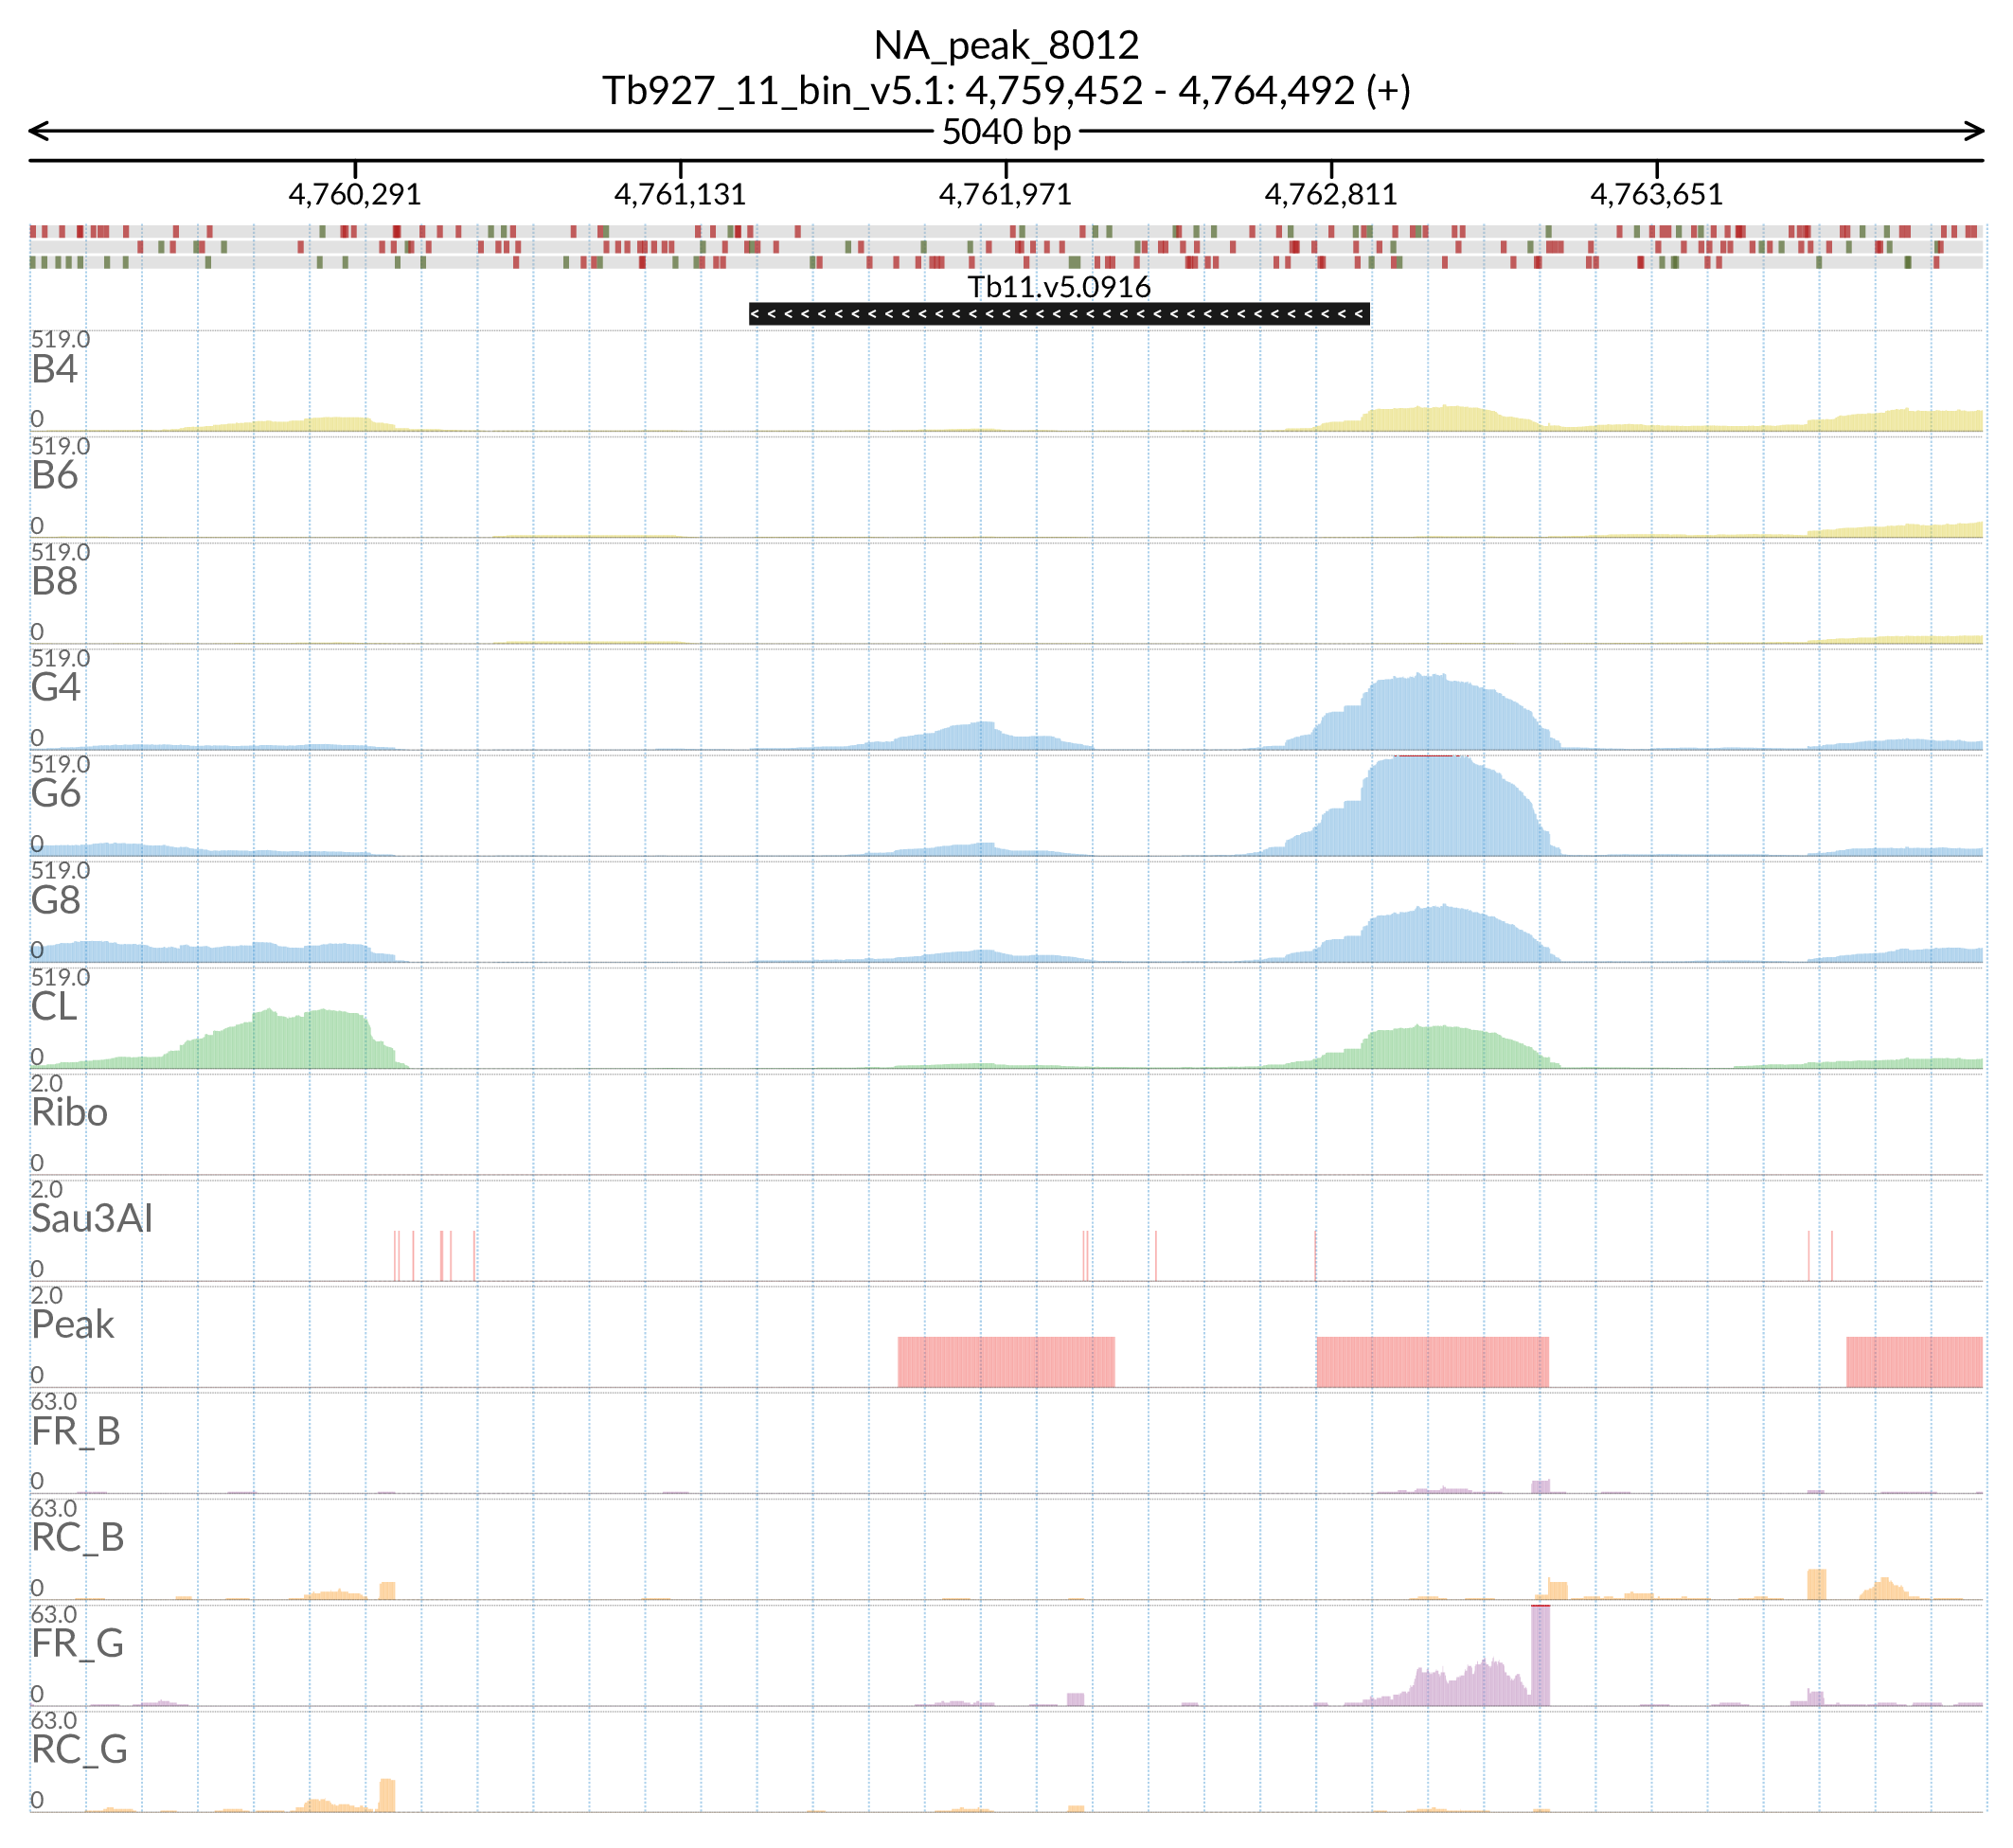 NA_peak_8012
Tb927_11_bin_v5.1: 4,759,452 - 4,764,492 (+)
5040 bp
4,760,291 4,761,131 4,761,971 4,762,811 4,763,651
Tb11.v5.0916
519.0
B4
0
519.0
B6
0
519.0
B8
0
519.0
G4
0
519.0
G6
0
519.0
G8
0
519.0
CL
0
2.0
Ribo
0
2.0
Sau3AI
0
2.0
Peak
0
63.0
FR_B
0
63.0
RC_B
0
63.0
FR_G
0
63.0
RC_G
0